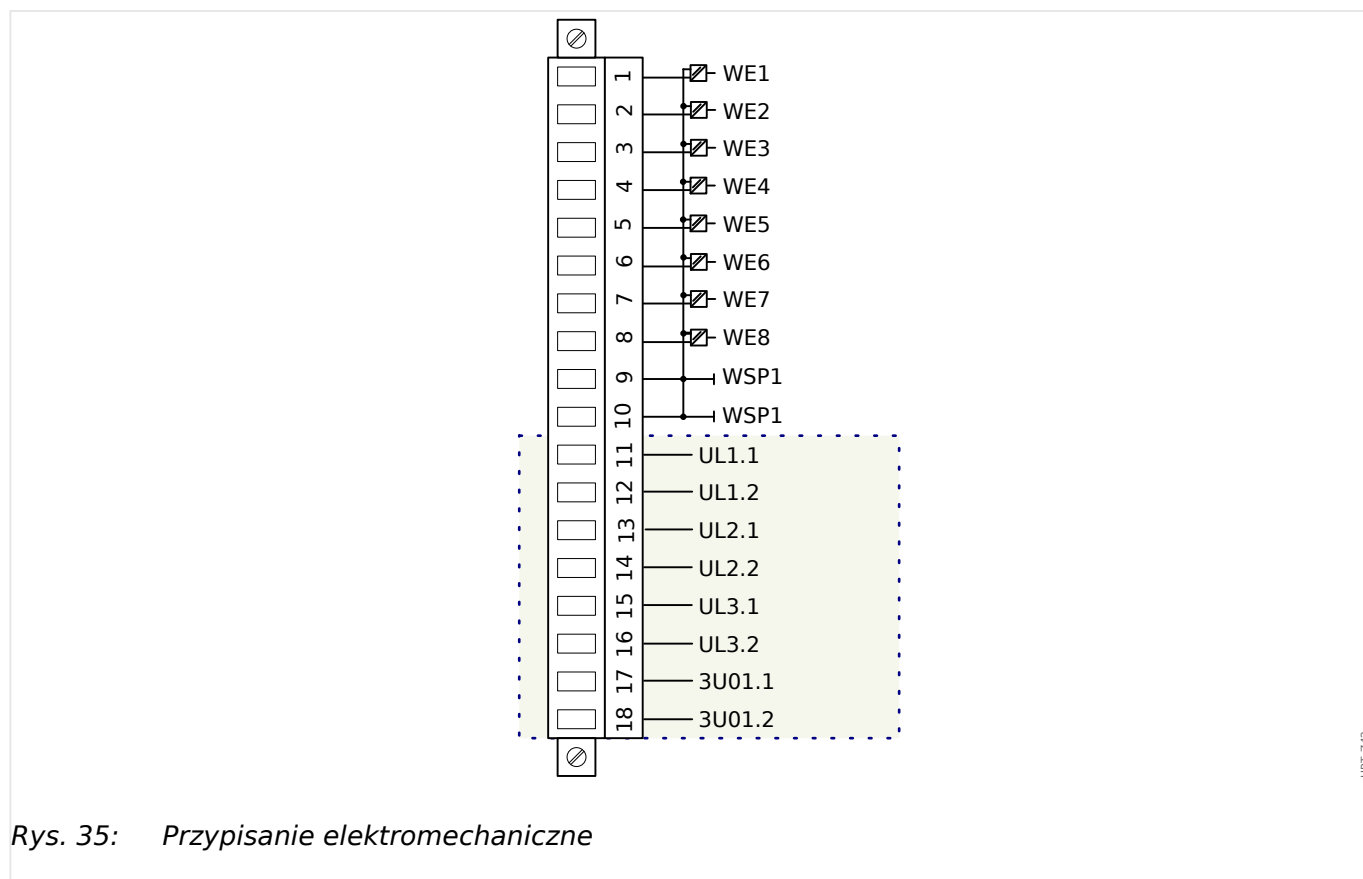 1 WE1
2 WE2
3 WE3
4 WE4
5 WE5
6 WE6
7 WE7
8 WE8
9 WSP1
10 WSP1
11 UL1.1
12 UL1.2
13 UL2.1
14 UL2.2
15 UL3.1
16 UL3.2
17 3U01.1
18 3U01.2
Rys. 35: Przypisanie elektromechaniczne